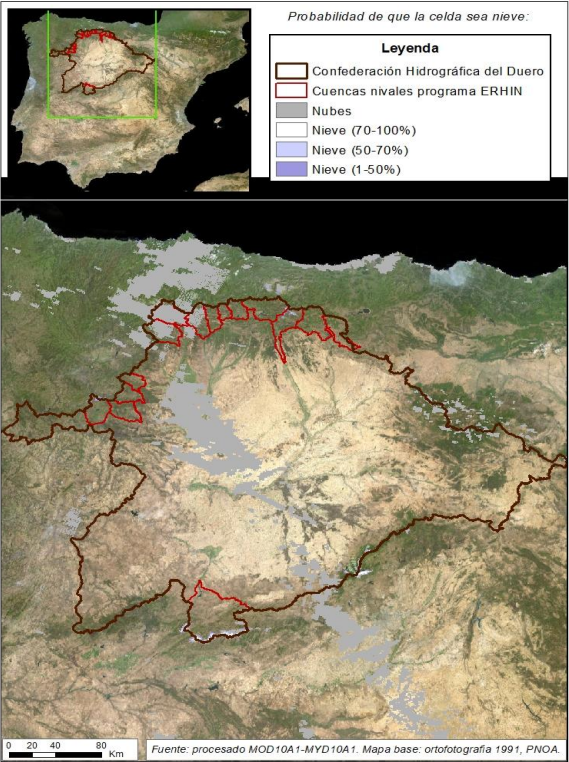 Probabilidad de que la celda sea nieve:
Leyenda
Confederación Hidrográfica del Duero
Cuencas nivales programa ERHIN
Nubes
Nieve (70-100%)
Nieve (50-70%)
Nieve (1-50%)
0 20 40 80
Km
Fuente: procesado MOD10A1-MYD10A1. Mapa base: ortofotografía 1991, PNOA.